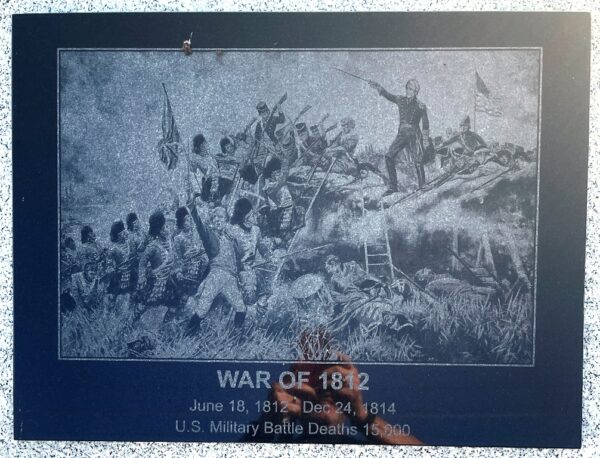 WAR OF 1812
June 18, 1812 - Dec 24, 1814
U.S. Military Battle Deaths 15,000